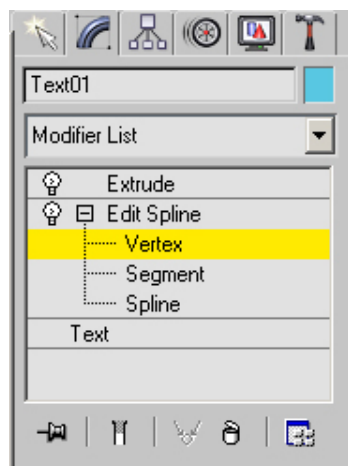 Text01
Modifier List
Extrude
Edit Spline
Vertex
Segment
Spline
Text